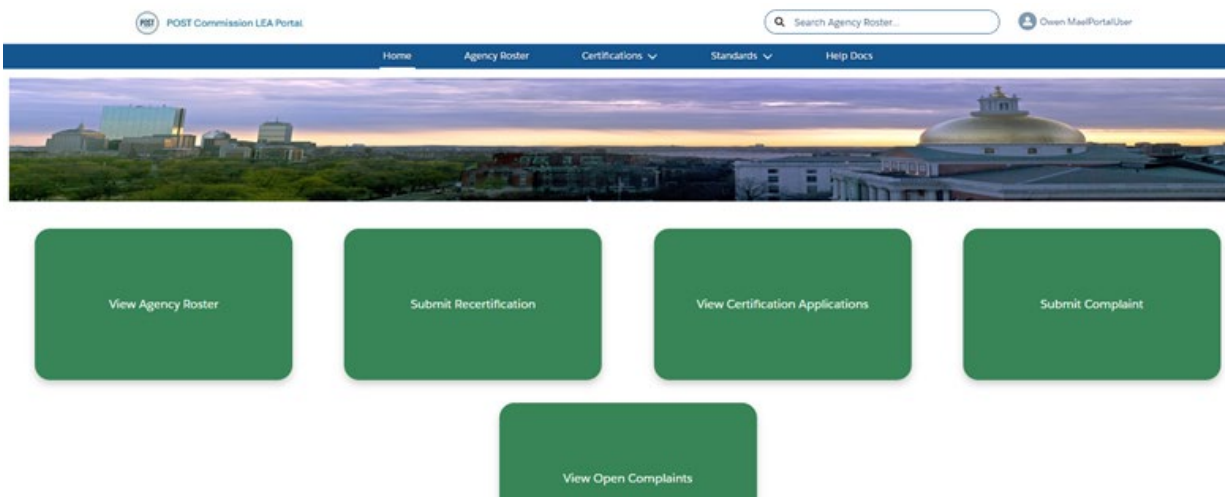 POST POST Commission LEA Portal
Search Agency Roster...
Owen MaelPortalUser
Home Agency Roster Certifications Standards Help Docs
View Agency Roster
Submit Recertification
View Certification Applications
Submit Complaint
View Open Complaints